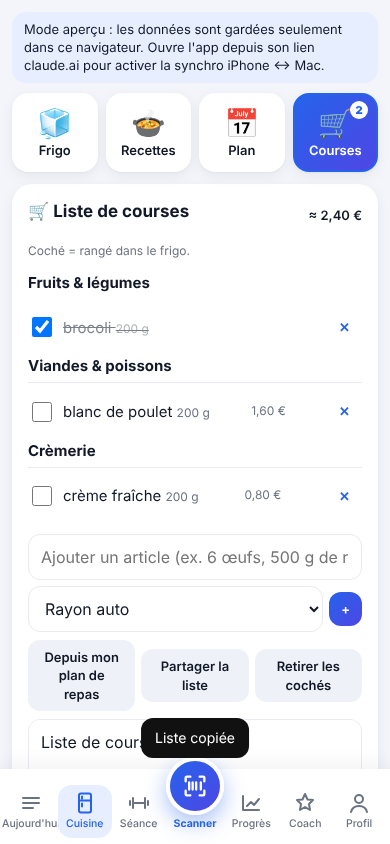 Mode aperçu : les données sont gardées seulement
dans ce navigateur. Ouvre l'app depuis son lien
claude.ai pour activer la synchro iPhone ↔ Mac.
Frigo
Recettes
Plan
2
Courses
🛒 Liste de courses
≈ 2,40 €
Coché = rangé dans le frigo.
Fruits & légumes
brocoli 200 g
×
Viandes & poissons
blanc de poulet 200 g 1,60 € ×
Crèmerie
crème fraîche 200 g 0,80 € ×
Ajouter un article (ex. 6 œufs, 500 g de r
Rayon auto
+
Depuis mon
plan de
repas
Partager la
liste
Retirer les
cochés
Liste de cour
Liste copiée
Aujourd'hu
Cuisine
Séance
Scanner
Progrès
Coach
Profil